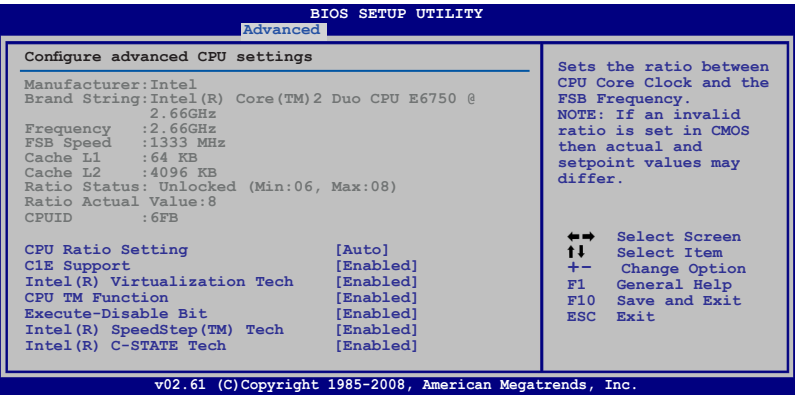 BIOS SETUP UTILITY
Advanced
Configure advanced CPU settings
Manufacturer:Intel
Brand String:Intel(R) Core(TM)2 Duo CPU E6750 @
2.66GHz
Frequency :2.66GHz
FSB Speed :1333 MHz
Cache L1 :64 KB
Cache L2 :4096 KB
Ratio Status: Unlocked (Min:06, Max:08)
Ratio Actual Value:8
CPUID :6FB
CPU Ratio Setting [Auto]
C1E Support [Enabled]
Intel(R) Virtualization Tech [Enabled]
CPU TM Function [Enabled]
Execute-Disable Bit [Enabled]
Intel(R) SpeedStep(TM) Tech [Enabled]
Intel(R) C-STATE Tech [Enabled]
Sets the ratio between
CPU Core Clock and the
FSB Frequency.
NOTE: If an invalid
ratio is set in CMOS
then actual and
setpoint values may
differ.
←→ Select Screen
↑↓ Select Item
+- Change Option
F1 General Help
F10 Save and Exit
ESC Exit
v02.61 (C)Copyright 1985-2008, American Megatrends, Inc.